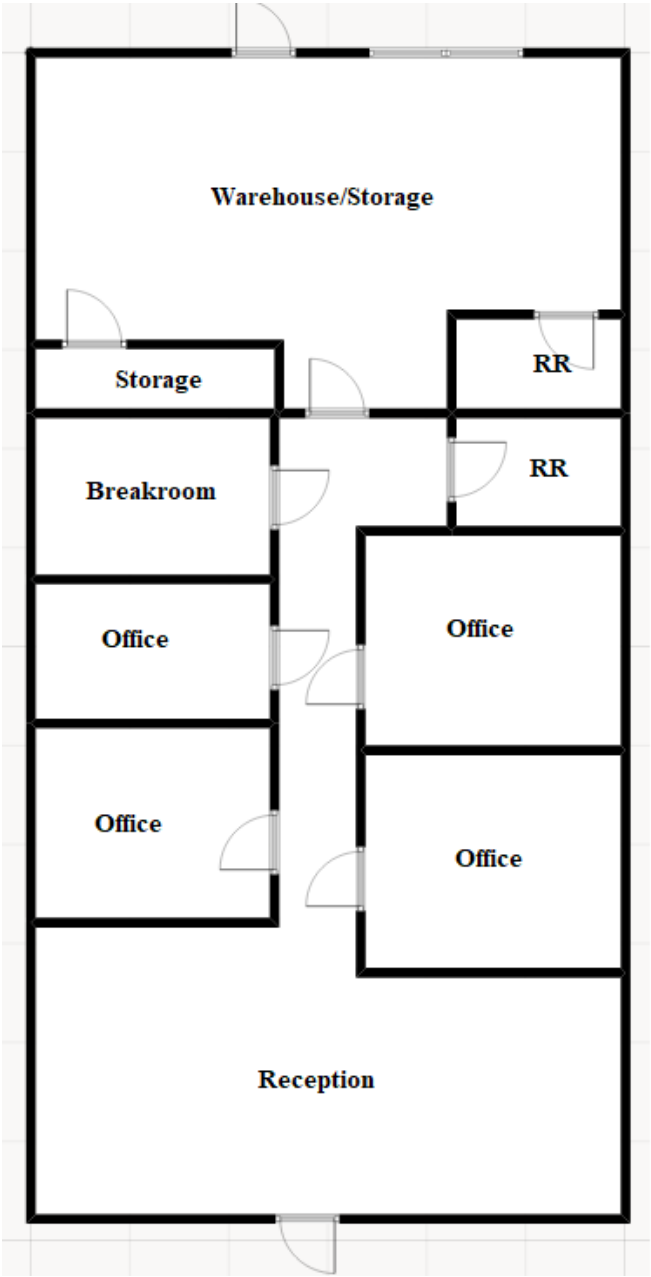 Warehouse/Storage
RR
Storage
RR
Breakroom
Office
Office
Office
Office
Reception